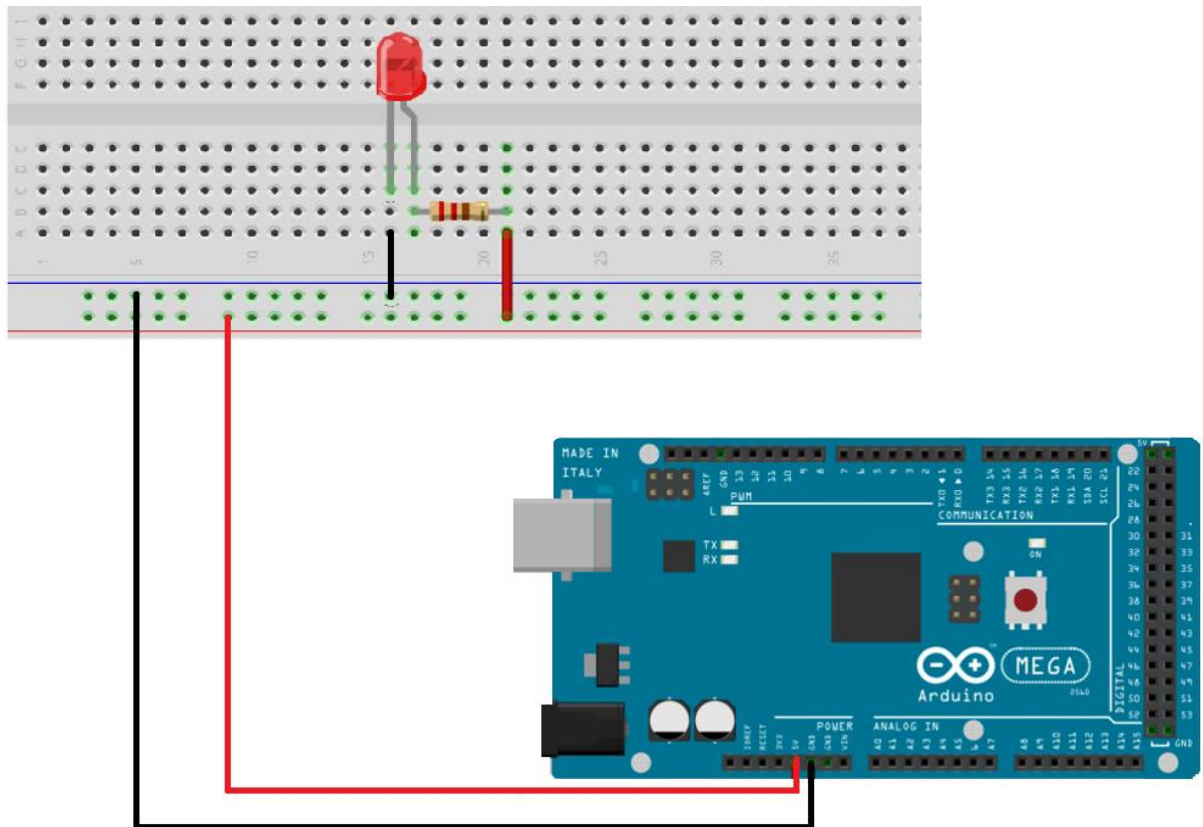 I
H
G
F
C
D
C
B
A
1
5
10
15
20
25
30
35
MADE IN
ITALY
AREF
GND
13
12
11
10
9
8
7
6
5
4
3
2
TX0 ◄ 1
RX0 ► 0
TX3 14
RX3 15
TX2 16
RX2 17
TX1 18
RX1 19
SDA 20
SCL 21
PWM
COMMUNICATION
L
TX
RX
ON
5V
22
24
26
28
30 31
32 33
34 35
36 37
38 39
40 41
42 43
44 45
46 47
48 49
50 51
52 53
GND
DIGITAL
MEGA
2560
Arduino
POWER
ANALOG IN
IOREF
RESET
3V3
5V
GND
GND
VIN
A0
A1
A2
A3
A4
A5
6
A7
A8
A9
A10
A11
A12
A13
A14
A15